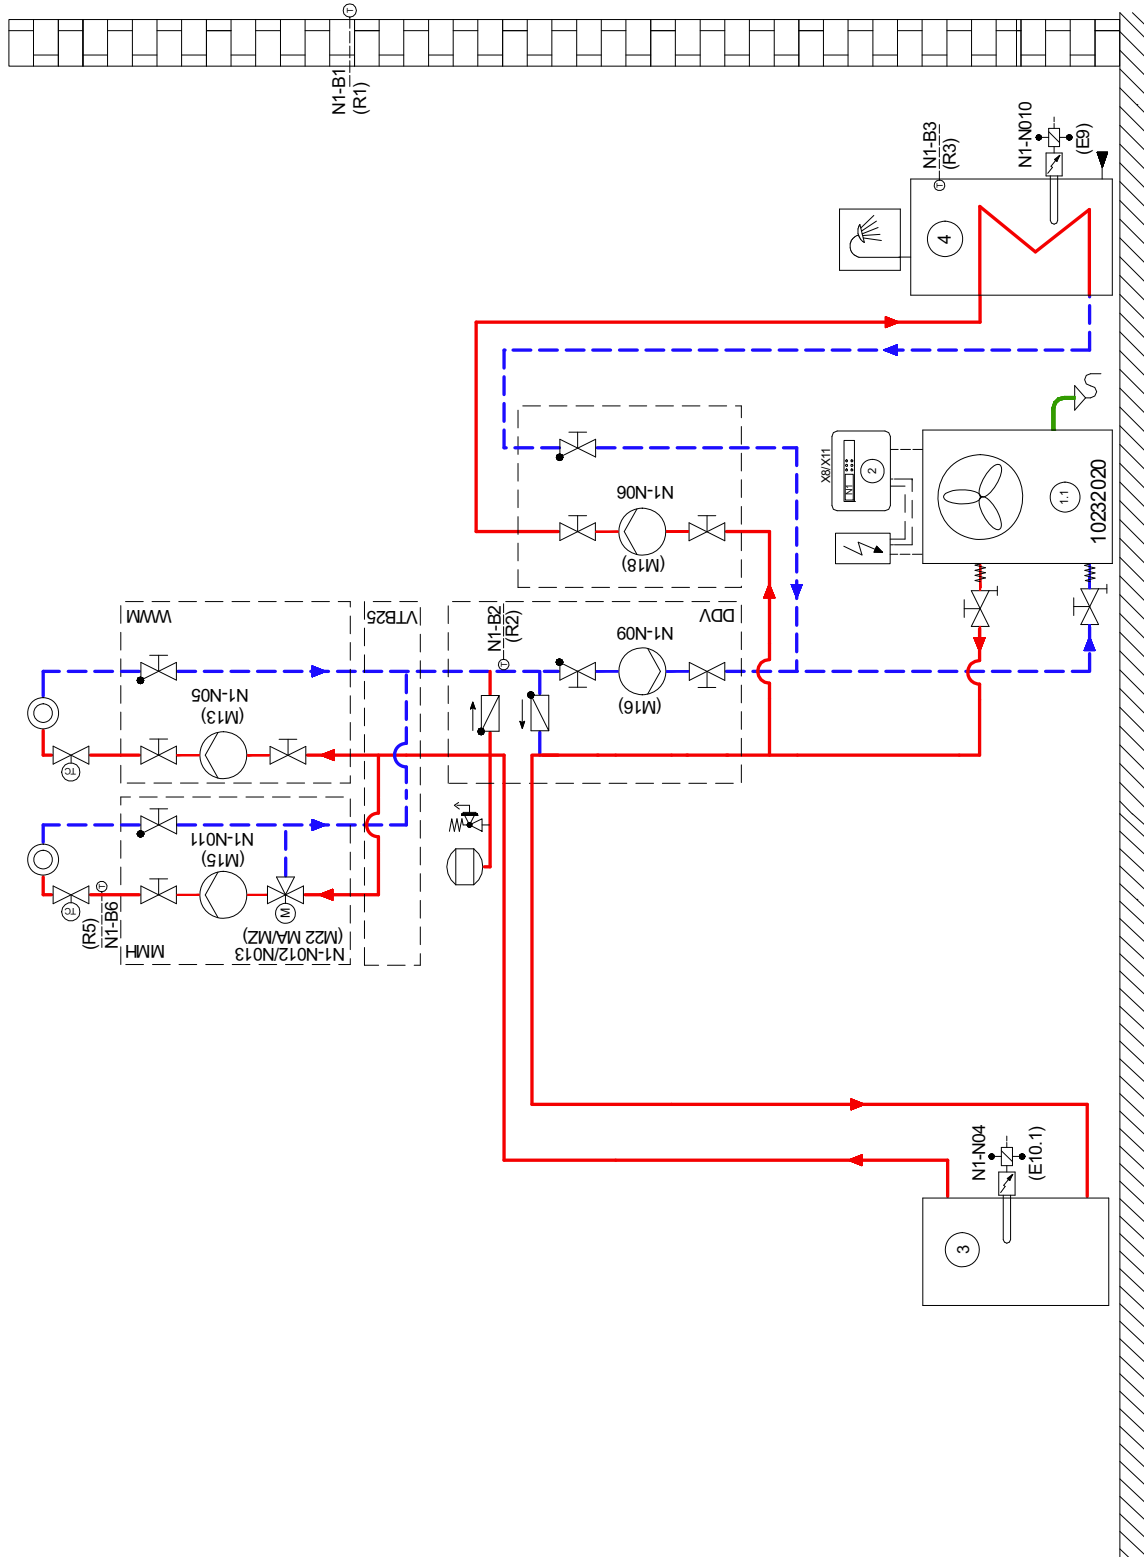 N1-B1
(R1)
N1-B3
(R3)
N1-N010
(E9)
4
T
T
X8/X11
N1
2
1.1
10232020
N1-N06
(M18)
WWM
N1-N05
(M13)
VTB25
N1-B2
(R2)
T
DDV
N1-N09
(M16)
N1-N011
(M15)
(R5)
N1-B6
T
MMH
N1-N012/N013
(M22 MA/MZ)
M
N1-N04
(E10.1)
3